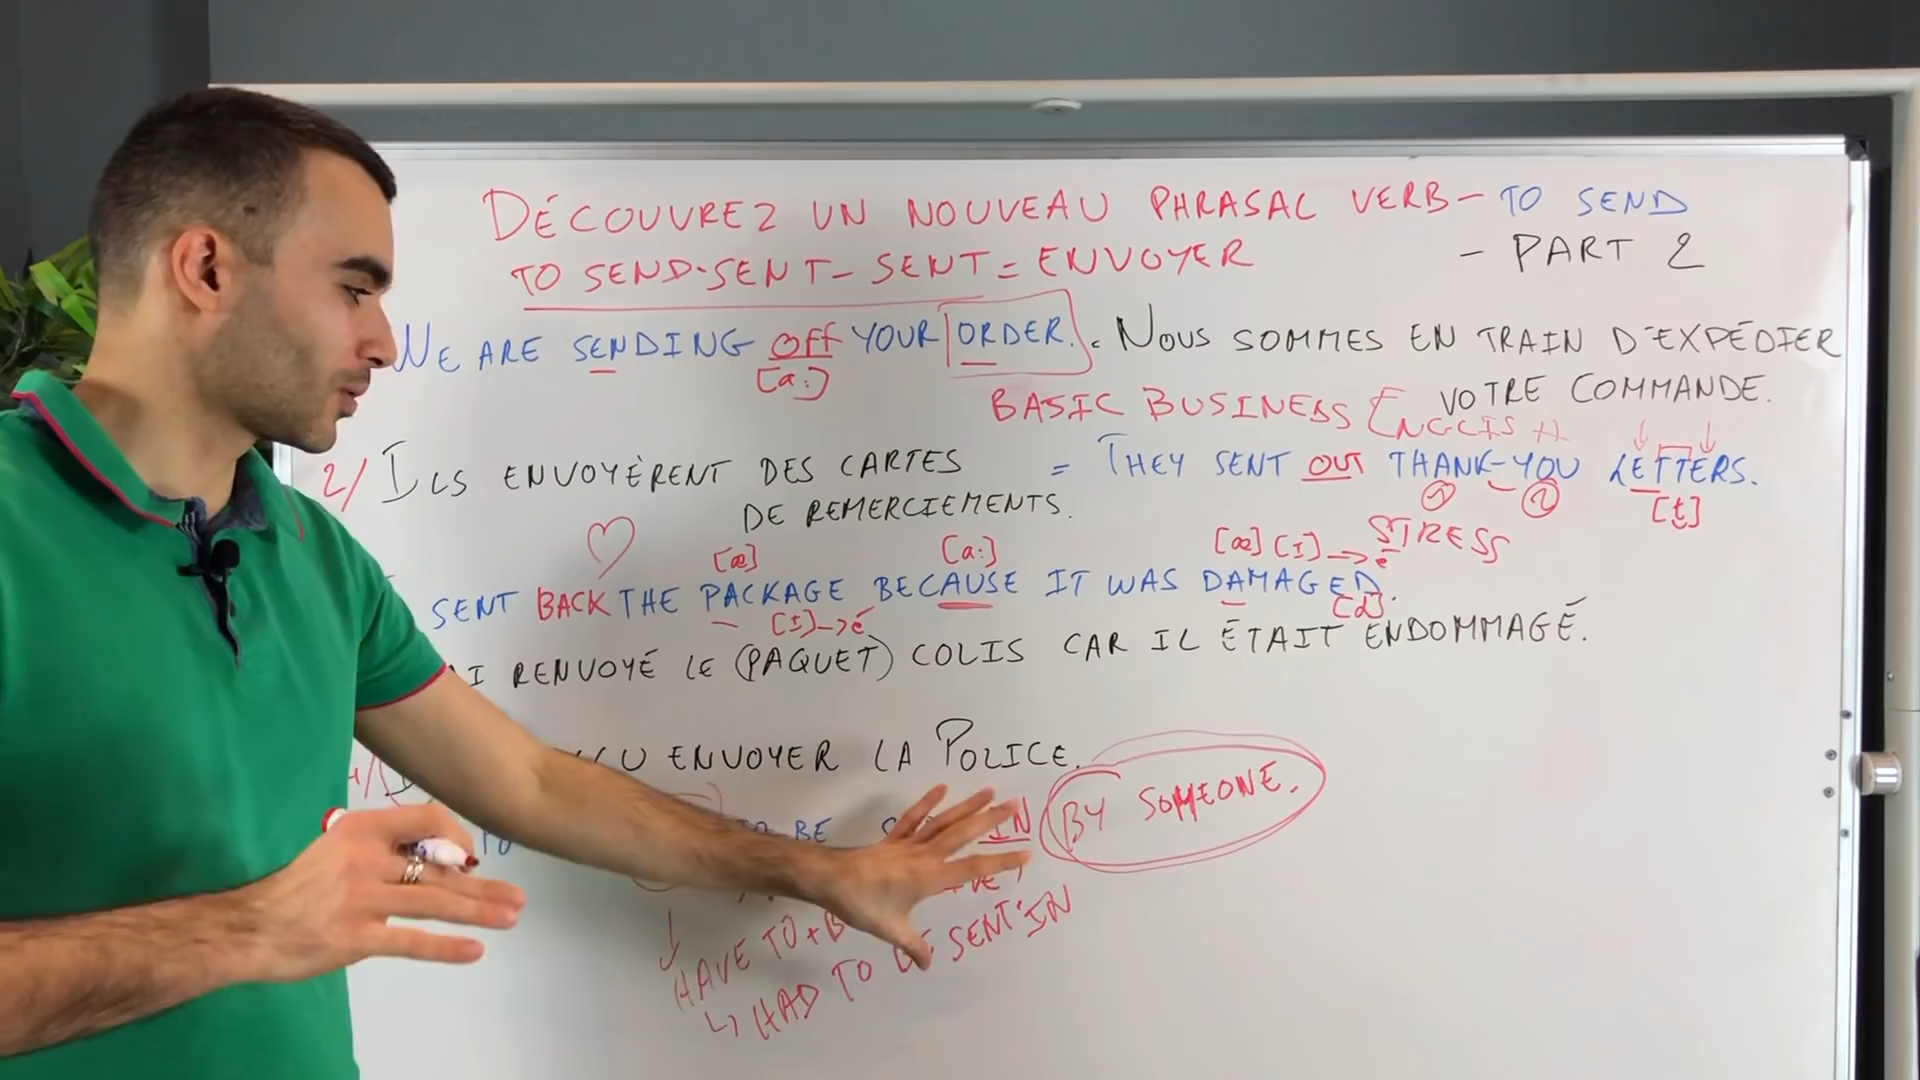 DÉCOUVREZ UN NOUVEAU PHRASAL VERB - TO SEND
TO SEND-SENT-SENT = ENVOYER
- PART 2
WE ARE SENDING OFF YOUR ORDER. = NOUS SOMMES EN TRAIN D'EXPÉDIER
[a:]
VOTRE COMMANDE.
BASIC BUSINESS ENGLISH
2/ ILS ENVOYÈRENT DES CARTES = THEY SENT OUT THANK-YOU LETTERS.
DE REMERCIEMENTS.
1 2 [t]
STRESS
[æ] [a:] [æ] [I] → é
SENT BACK THE PACKAGE BECAUSE IT WAS DAMAGED.
[I] → é [d]
I RENVOYÉ LE (PAQUET) COLIS CAR IL ÉTAIT ENDOMMAGÉ.
ENVOYER LA POLICE.
BE IN BY SOMEONE.
HAVE TO + B
↳ HAD TO BE SENT IN